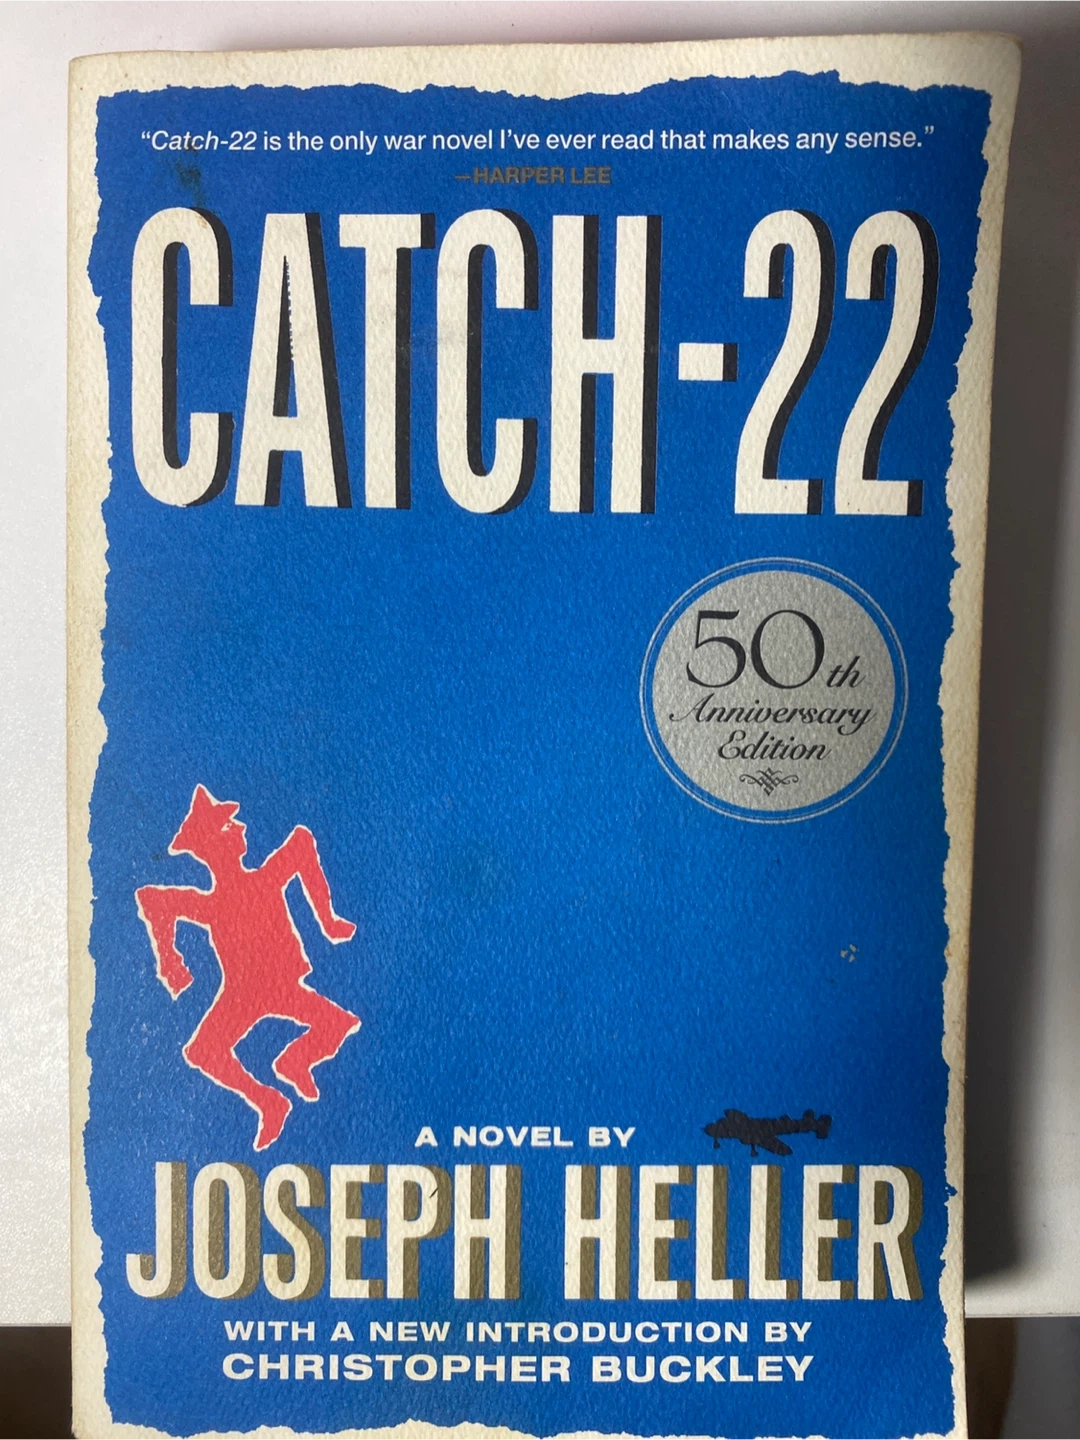 “Catch-22 is the only war novel I’ve ever read that makes any sense.”
—HARPER LEE
CATCH-22
50th
Anniversary
Edition
A NOVEL BY
JOSEPH HELLER
WITH A NEW INTRODUCTION BY
CHRISTOPHER BUCKLEY